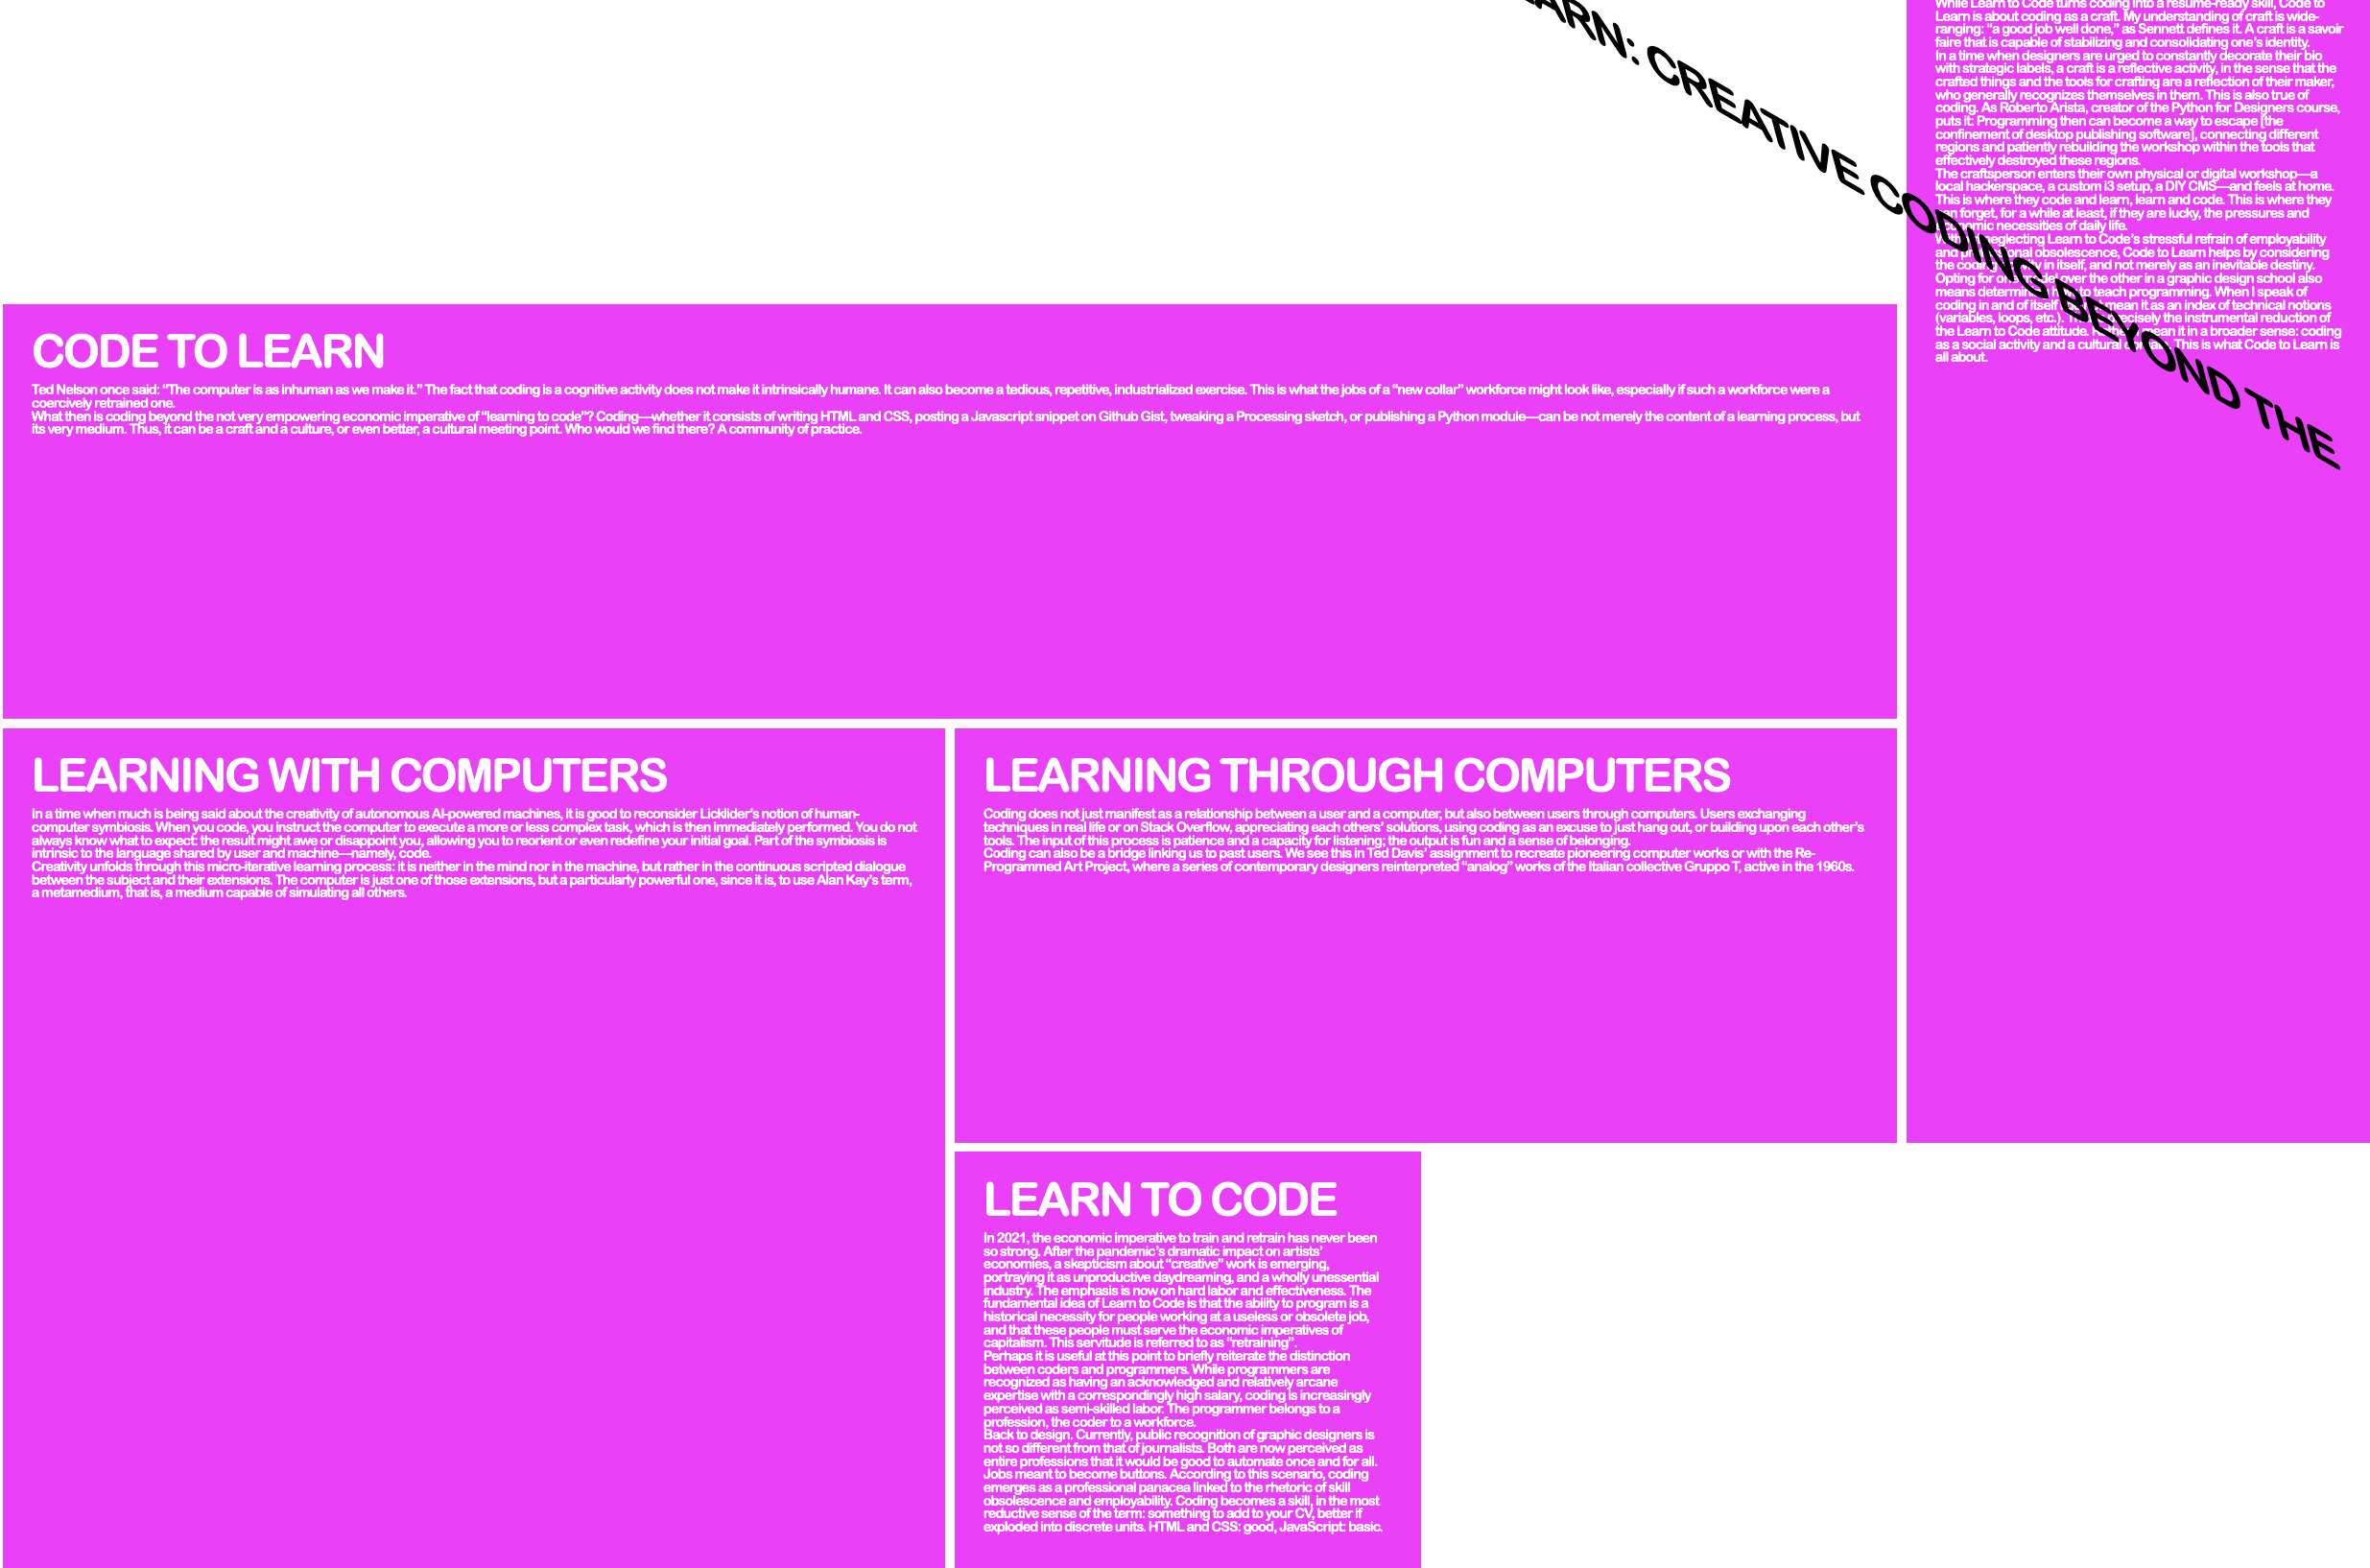 ARN: CREATIVE CODING BEYOND THE
While Learn to Code turns coding into a resume-ready skill, Code to
Learn is about coding as a craft. My understanding of craft is wide-
ranging: “a good job well done,” as Sennett defines it. A craft is a savoir
faire that is capable of stabilizing and consolidating one’s identity.
In a time when designers are urged to constantly decorate their bio
with strategic labels, a craft is a reflective activity, in the sense that the
crafted things and the tools for crafting are a reflection of their maker,
who generally recognizes themselves in them. This is also true of
coding. As Roberto Arista, creator of the Python for Designers course,
puts it: Programming then can become a way to escape [the
confinement of desktop publishing software], connecting different
regions and patiently rebuilding the workshop within the tools that
effectively destroyed these regions.
The craftsperson enters their own physical or digital workshop—a
local hackerspace, a custom i3 setup, a DIY CMS—and feels at home.
This is where they code and learn, learn and code. This is where they
forget, for a while at least, if they are lucky, the pressures and
necessities of daily life.
neglecting Learn to Code’s stressful refrain of employability
and obsolescence, Code to Learn helps by considering
the in itself, and not merely as an inevitable destiny.
Opting for over the other in a graphic design school also
means to teach programming. When I speak of
coding in and of itself mean it as an index of technical notions
(variables, loops, etc.). the instrumental reduction of
the Learn to Code attitude. mean it in a broader sense: coding
as a social activity and a cultural This is what Code to Learn is
all about.
CODE TO LEARN
Ted Nelson once said: “The computer is as inhuman as we make it.” The fact that coding is a cognitive activity does not make it intrinsically humane. It can also become a tedious, repetitive, industrialized exercise. This is what the jobs of a “new collar” workforce might look like, especially if such a workforce were a
coercively retrained one.
What then is coding beyond the not very empowering economic imperative of “learning to code”? Coding—whether it consists of writing HTML and CSS, posting a Javascript snippet on Github Gist, tweaking a Processing sketch, or publishing a Python module—can be not merely the content of a learning process, but
its very medium. Thus, it can be a craft and a culture, or even better, a cultural meeting point. Who would we find there? A community of practice.
LEARNING WITH COMPUTERS
In a time when much is being said about the creativity of autonomous AI-powered machines, it is good to reconsider Licklider’s notion of human-
computer symbiosis. When you code, you instruct the computer to execute a more or less complex task, which is then immediately performed. You do not
always know what to expect: the result might awe or disappoint you, allowing you to reorient or even redefine your initial goal. Part of the symbiosis is
intrinsic to the language shared by user and machine—namely, code.
Creativity unfolds through this micro-iterative learning process: it is neither in the mind nor in the machine, but rather in the continuous scripted dialogue
between the subject and their extensions. The computer is just one of those extensions, but a particularly powerful one, since it is, to use Alan Kay’s term,
a metamedium, that is, a medium capable of simulating all others.
LEARNING THROUGH COMPUTERS
Coding does not just manifest as a relationship between a user and a computer, but also between users through computers. Users exchanging
techniques in real life or on Stack Overflow, appreciating each others’ solutions, using coding as an excuse to just hang out, or building upon each other’s
tools. The input of this process is patience and a capacity for listening; the output is fun and a sense of belonging.
Coding can also be a bridge linking us to past users. We see this in Ted Davis’ assignment to recreate pioneering computer works or with the Re-
Programmed Art Project, where a series of contemporary designers reinterpreted “analog” works of the Italian collective Gruppo T, active in the 1960s.
LEARN TO CODE
In 2021, the economic imperative to train and retrain has never been
so strong. After the pandemic’s dramatic impact on artists’
economies, a skepticism about “creative” work is emerging,
portraying it as unproductive daydreaming, and a wholly unessential
industry. The emphasis is now on hard labor and effectiveness. The
fundamental idea of Learn to Code is that the ability to program is a
historical necessity for people working at a useless or obsolete job,
and that these people must serve the economic imperatives of
capitalism. This servitude is referred to as “retraining”.
Perhaps it is useful at this point to briefly reiterate the distinction
between coders and programmers. While programmers are
recognized as having an acknowledged and relatively arcane
expertise with a correspondingly high salary, coding is increasingly
perceived as semi-skilled labor. The programmer belongs to a
profession, the coder to a workforce.
Back to design. Currently, public recognition of graphic designers is
not so different from that of journalists. Both are now perceived as
entire professions that it would be good to automate once and for all.
Jobs meant to become buttons. According to this scenario, coding
emerges as a professional panacea linked to the rhetoric of skill
obsolescence and employability. Coding becomes a skill, in the most
reductive sense of the term: something to add to your CV, better if
exploded into discrete units. HTML and CSS: good, JavaScript: basic.